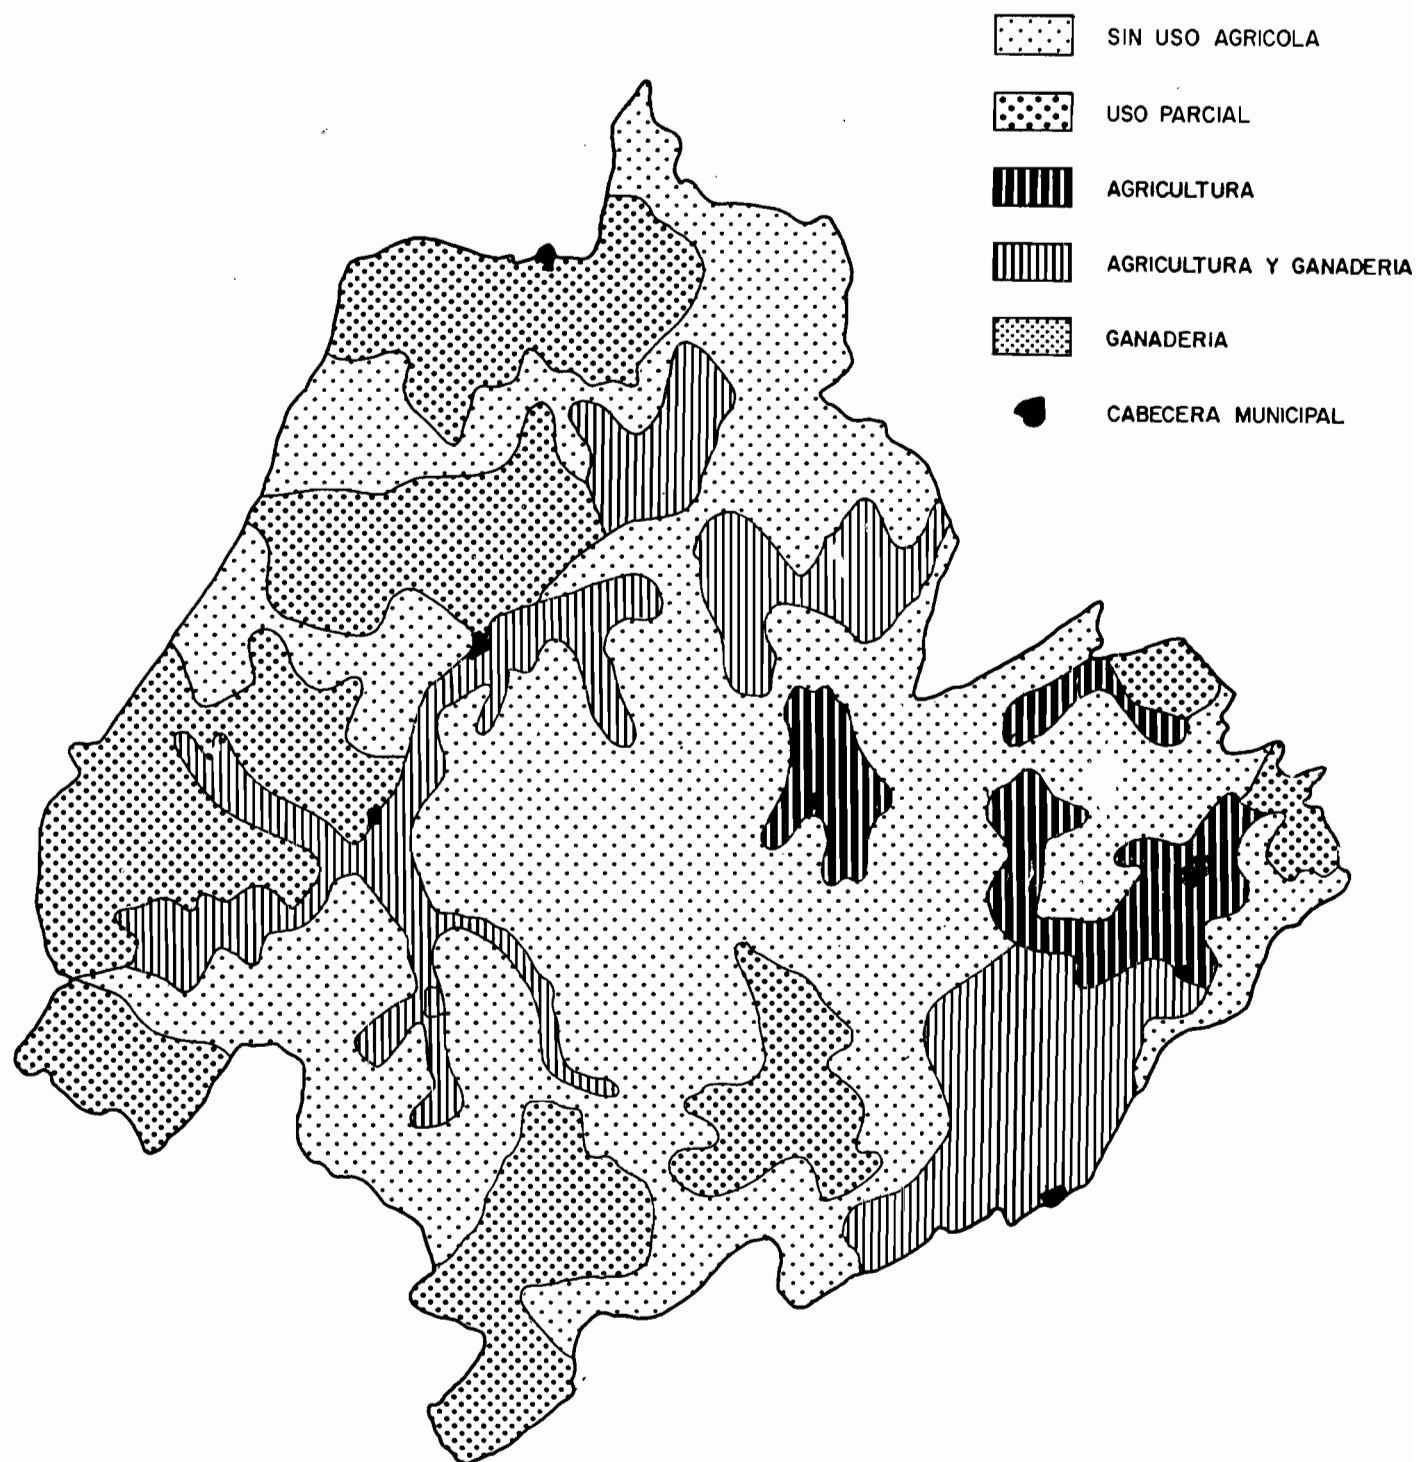 SIN USO AGRICOLA
USO PARCIAL
AGRICULTURA
AGRICULTURA Y GANADERIA
GANADERIA
CABECERA MUNICIPAL